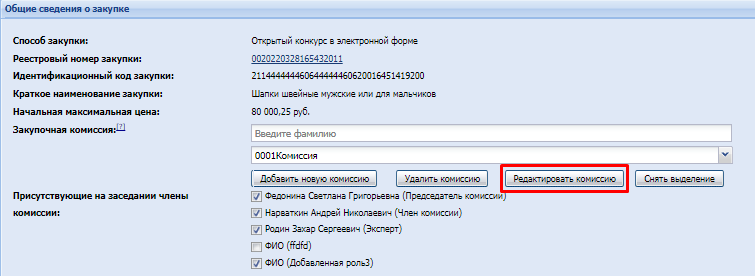 Общие сведения о закупке
Способ закупки: Открытый конкурс в электронной форме
Реестровый номер закупки: 0020220328165432011
Идентификационный код закупки: 211444444460644444460620016451419200
Краткое наименование закупки: Шапки швейные мужские или для мальчиков
Начальная максимальная цена: 80 000,25 руб.
Закупочная комиссия:[?] Введите фамилию
0001Комиссия
Добавить новую комиссию Удалить комиссию Редактировать комиссию Снять выделение
Присутствующие на заседании члены комиссии: Федонина Светлана Григорьевна (Председатель комиссии)
Нарваткин Андрей Николаевич (Член комиссии)
Родин Захар Сергеевич (Эксперт)
ФИО (ffdfd)
ФИО (Добавленная роль3)